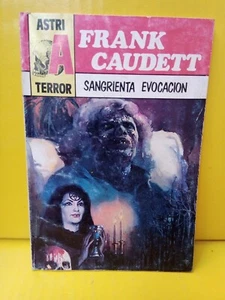 ASTRI
A
TERROR
FRANK
CAUDETT
SANGRIENTA EVOCACION